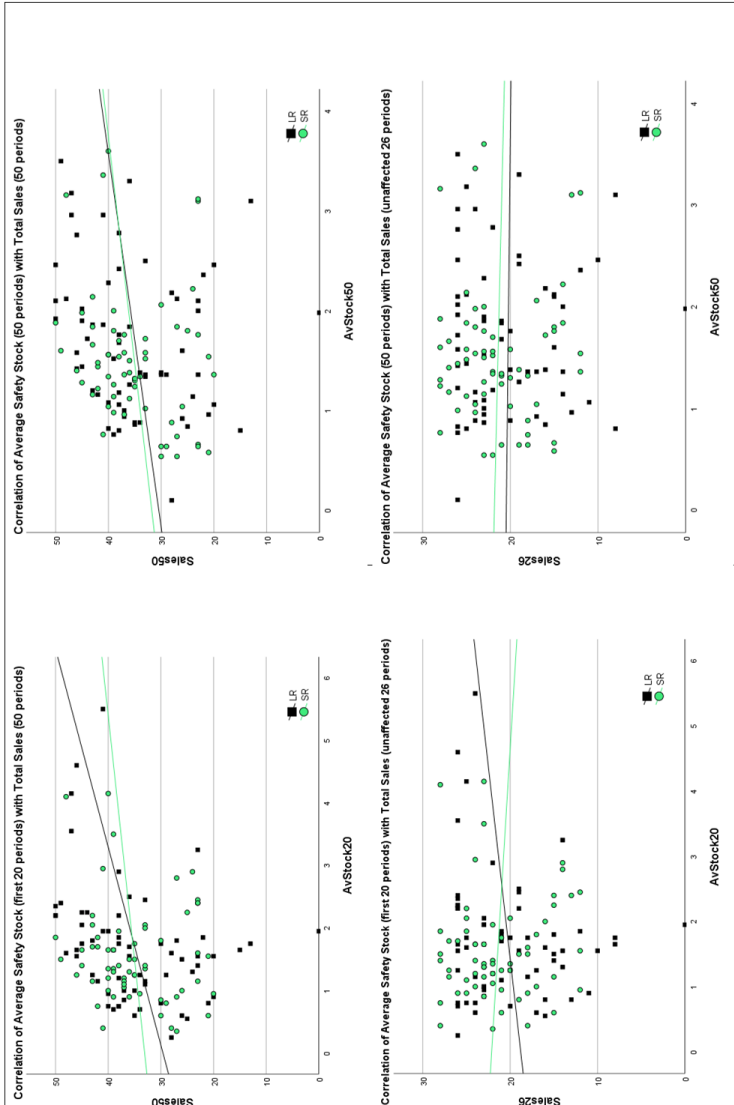 Correlation of Average Safety Stock (first 20 periods) with Total Sales (50 periods)
Sales50
50
40
30
20
10
0
0 1 2 3 4 5 6
AvStock20
LR
SR
Correlation of Average Safety Stock (50 periods) with Total Sales (50 periods)
Sales50
50
40
30
20
10
0
0 1 2 3 4
AvStock50
LR
SR
Correlation of Average Safety Stock (first 20 periods) with Total Sales (unaffected 26 periods)
Sales26
30
20
10
0
0 1 2 3 4 5 6
AvStock20
LR
SR
Correlation of Average Safety Stock (50 periods) with Total Sales (unaffected 26 periods)
Sales26
30
20
10
0
0 1 2 3 4
AvStock50
LR
SR